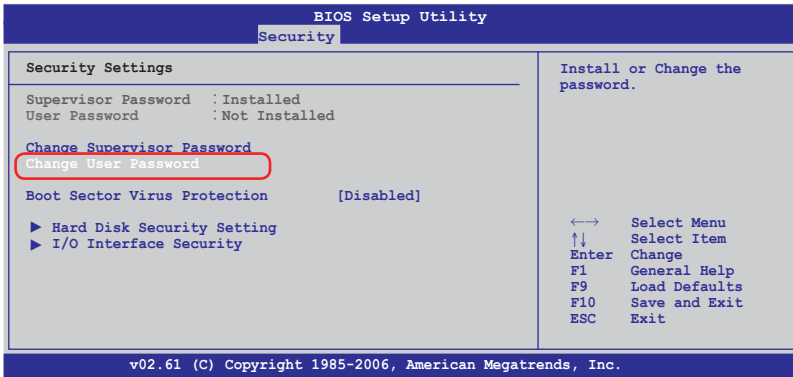 BIOS Setup Utility
Security
Security Settings
Supervisor Password : Installed
User Password : Not Installed
Change Supervisor Password
Change User Password
Boot Sector Virus Protection [Disabled]
▶ Hard Disk Security Setting
▶ I/O Interface Security
Install or Change the
password.
←→ Select Menu
↑↓ Select Item
Enter Change
F1 General Help
F9 Load Defaults
F10 Save and Exit
ESC Exit
v02.61 (C) Copyright 1985-2006, American Megatrends, Inc.